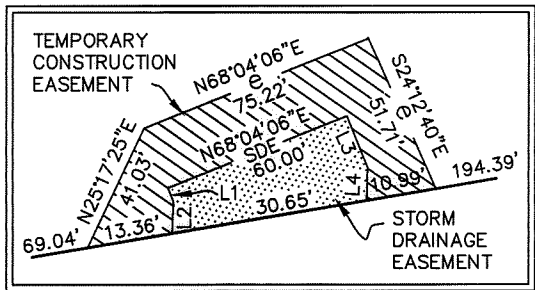 TEMPORARY
CONSTRUCTION
EASEMENT
N68°04'06"E
e
75.22'
S24°12'40"E
e
51.71'
N25°17'25"E
41.03'
N68°04'06"E
SDE
60.00'
L1
L2
L3
L4
69.04'
13.36'
30.65'
10.99'
194.39'
STORM
DRAINAGE
EASEMENT